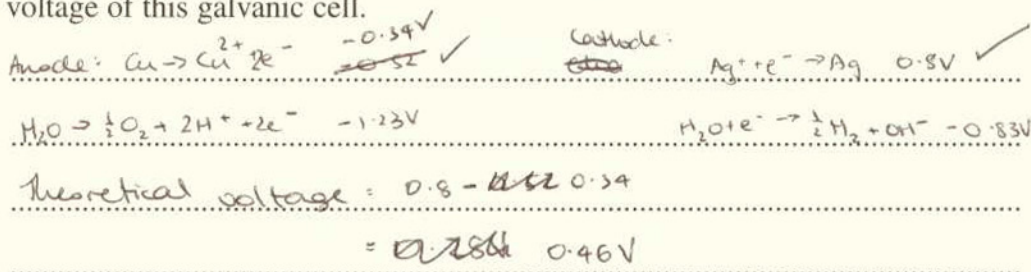 voltage of this galvanic cell.
Anode: Cu → Cu²⁺ 2e⁻ -0.34V ✓ Cathode: Ag⁺ + e⁻ → Ag 0.8V ✓
H₂O → ½O₂ + 2H⁺ + 2e⁻ -1.23V H₂O + e⁻ → ½H₂ + OH⁻ -0.83V
Theoretical voltage = 0.8 - 0.34
= 0.46V